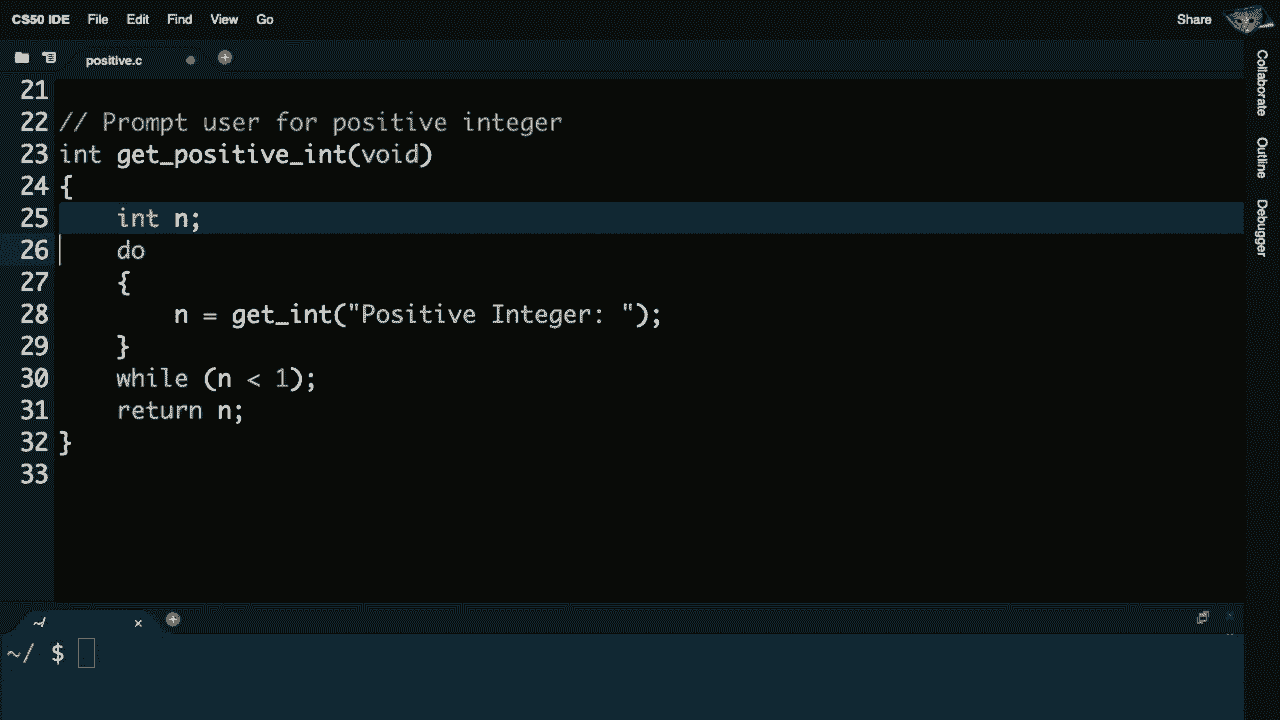 CS50 IDE File Edit Find View Go Share
positive.c
21
22 // Prompt user for positive integer
23 int get_positive_int(void)
24 {
25     int n;
26     do
27     {
28         n = get_int("Positive Integer: ");
29     }
30     while (n < 1);
31     return n;
32 }
33
Collaborate
Outline
Debugger
~/
~/ $